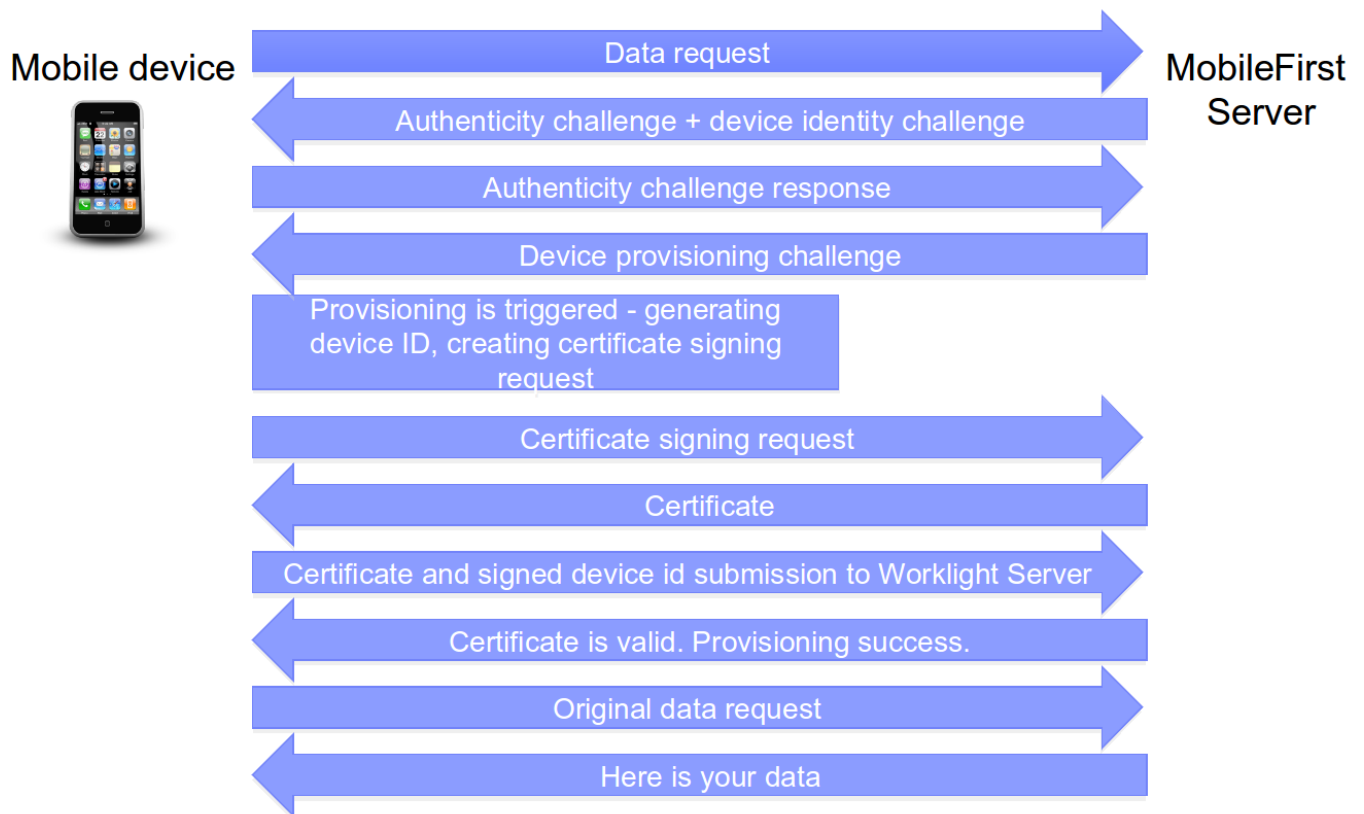 Data request
Mobile device
MobileFirst
Server
Authenticity challenge + device identity challenge
Authenticity challenge response
Device provisioning challenge
Provisioning is triggered - generating
device ID, creating certificate signing
request
Certificate signing request
Certificate
Certificate and signed device id submission to Worklight Server
Certificate is valid. Provisioning success.
Original data request
Here is your data